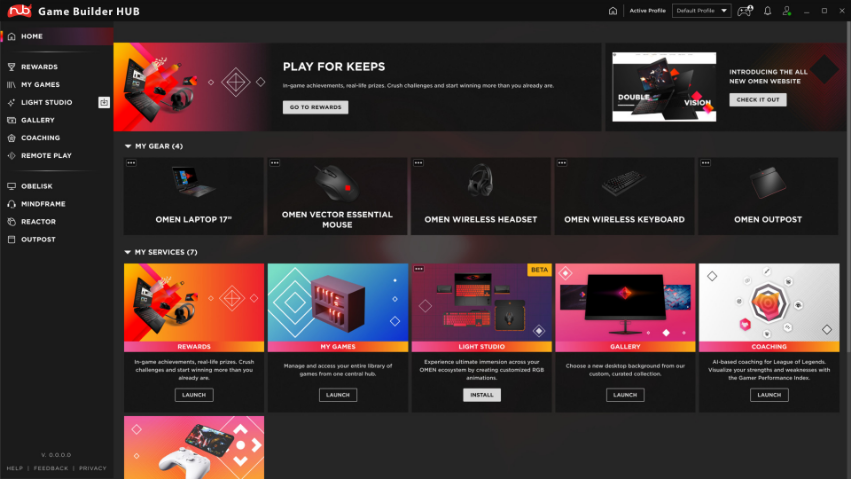 nub Game Builder HUB
Active Profile
Default Profile
HOME
REWARDS
MY GAMES
LIGHT STUDIO
GALLERY
COACHING
REMOTE PLAY
OBELISK
MINDFRAME
REACTOR
OUTPOST
V. 0.0.0.0
HELP | FEEDBACK | PRIVACY
PLAY FOR KEEPS
In-game achievements, real-life prizes. Crush challenges and start winning more than you already are.
GO TO REWARDS
DOUBLE
VISION
INTRODUCING THE ALL
NEW OMEN WEBSITE
CHECK IT OUT
MY GEAR (4)
OMEN LAPTOP 17"
OMEN VECTOR ESSENTIAL
MOUSE
OMEN WIRELESS HEADSET
OMEN WIRELESS KEYBOARD
OMEN OUTPOST
MY SERVICES (7)
REWARDS
In-game achievements, real-life prizes. Crush
challenges and start winning more than you
already are.
LAUNCH
MY GAMES
Manage and access your entire library of
games from one central hub.
LAUNCH
BETA
LIGHT STUDIO
Experience ultimate immersion across your
OMEN ecosystem by creating customized RGB
animations.
INSTALL
GALLERY
Choose a new desktop background from our
custom, curated collection.
LAUNCH
COACHING
AI-based coaching for League of Legends.
Visualize your strengths and weaknesses with
the Gamer Performance Index.
LAUNCH